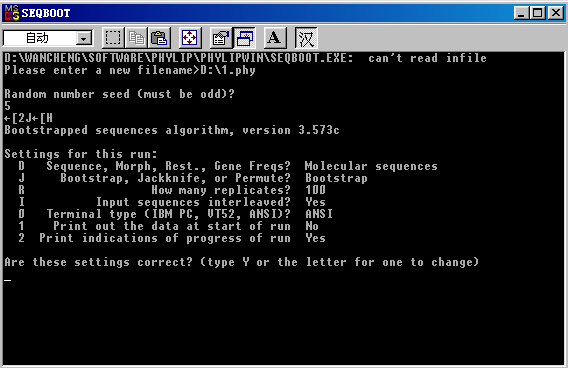 SEQBOOT
自动
A
汉
D:\WANCHENG\SOFTWARE\PHYLIP\PHYLIPWIN\SEQBOOT.EXE:  can't read infile
Please enter a new filename>D:\1.phy
Random number seed (must be odd)?
5
←[2J←[H
Bootstrapped sequences algorithm, version 3.573c
Settings for this run:
D   Sequence, Morph, Rest., Gene Freqs?  Molecular sequences
J     Bootstrap, Jackknife, or Permute?  Bootstrap
R                  How many replicates?  100
I          Input sequences interleaved?  Yes
0   Terminal type (IBM PC, VT52, ANSI)?  ANSI
1    Print out the data at start of run  No
2  Print indications of progress of run  Yes
Are these settings correct? (type Y or the letter for one to change)